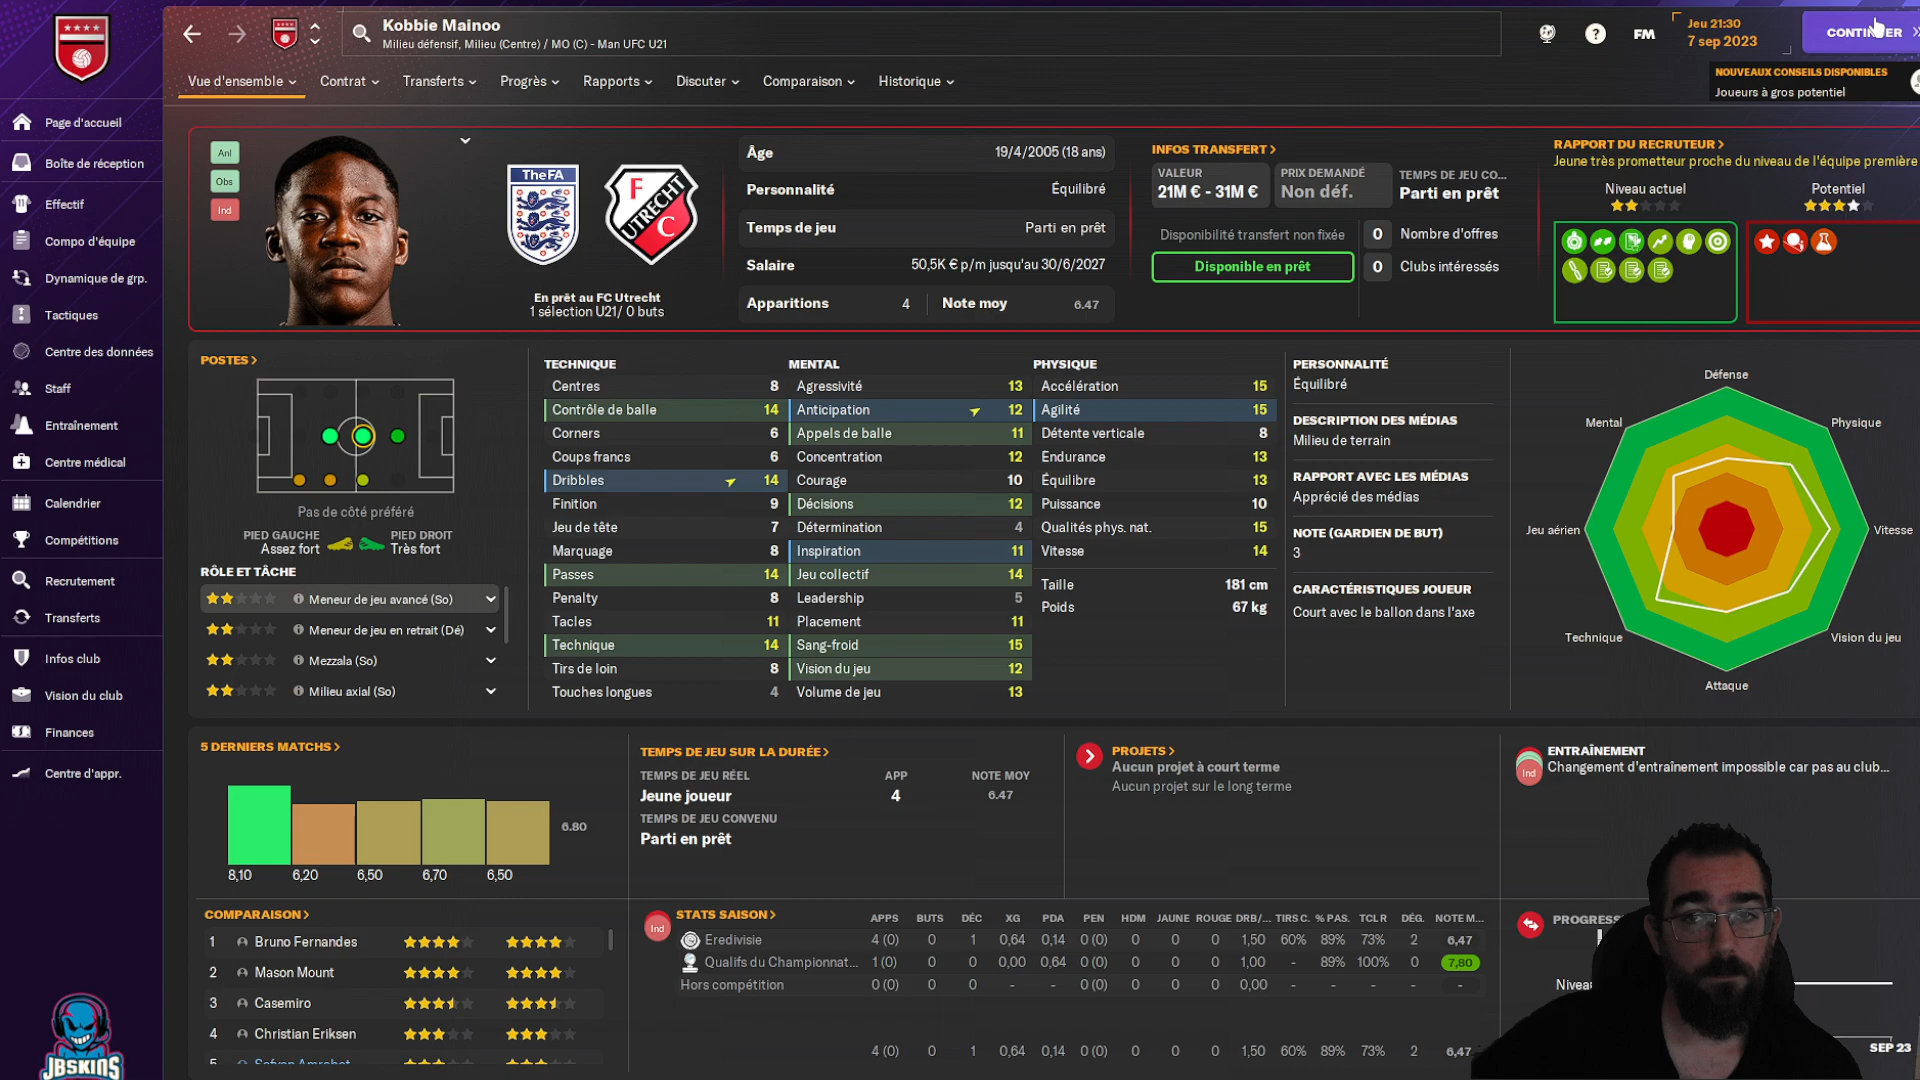 Kobbie Mainoo
Milieu défensif, Milieu (Centre) / MO (C) - Man UFC U21
FM
Jeu 21:30
7 sep 2023
CONTINUER
NOUVEAUX CONSEILS DISPONIBLES
Joueurs à gros potentiel
Vue d'ensemble
Contrat
Transferts
Progrès
Rapports
Discuter
Comparaison
Historique
Page d'accueil
Boîte de réception
Effectif
Compo d'équipe
Dynamique de grp.
Tactiques
Centre des données
Staff
Entraînement
Centre médical
Calendrier
Compétitions
Recrutement
Transferts
Infos club
Vision du club
Finances
Centre d'appr.
JBSKINS
Anl
Obs
Ind
TheFA
F UTRECHT C
En prêt au FC Utrecht
1 sélection U21/ 0 buts
Âge 19/4/2005 (18 ans)
Personnalité Équilibré
Temps de jeu Parti en prêt
Salaire 50,5K € p/m jusqu'au 30/6/2027
Apparitions 4 Note moy 6.47
INFOS TRANSFERT >
VALEUR
21M € - 31M €
PRIX DEMANDÉ
Non déf.
TEMPS DE JEU CO...
Parti en prêt
Disponibilité transfert non fixée
Disponible en prêt
0 Nombre d'offres
0 Clubs intéressés
RAPPORT DU RECRUTEUR >
Jeune très prometteur proche du niveau de l'équipe première
Niveau actuel
Potentiel
POSTES >
Pas de côté préféré
PIED GAUCHE
Assez fort
PIED DROIT
Très fort
RÔLE ET TÂCHE
Meneur de jeu avancé (So)
Meneur de jeu en retrait (Dé)
Mezzala (So)
Milieu axial (So)
TECHNIQUE
Centres 8
Contrôle de balle 14
Corners 6
Coups francs 6
Dribbles 14
Finition 9
Jeu de tête 7
Marquage 8
Passes 14
Penalty 8
Tacles 11
Technique 14
Tirs de loin 8
Touches longues 4
MENTAL
Agressivité 13
Anticipation 12
Appels de balle 11
Concentration 12
Courage 10
Décisions 12
Détermination 4
Inspiration 11
Jeu collectif 14
Leadership 5
Placement 11
Sang-froid 15
Vision du jeu 12
Volume de jeu 13
PHYSIQUE
Accélération 15
Agilité 15
Détente verticale 8
Endurance 13
Équilibre 13
Puissance 10
Qualités phys. nat. 15
Vitesse 14
Taille 181 cm
Poids 67 kg
PERSONNALITÉ
Équilibré
DESCRIPTION DES MÉDIAS
Milieu de terrain
RAPPORT AVEC LES MÉDIAS
Apprécié des médias
NOTE (GARDIEN DE BUT)
3
CARACTÉRISTIQUES JOUEUR
Court avec le ballon dans l'axe
Défense
Mental
Physique
Jeu aérien
Vitesse
Technique
Vision du jeu
Attaque
5 DERNIERS MATCHS >
6.80
8,10 6,20 6,50 6,70 6,50
TEMPS DE JEU SUR LA DURÉE >
TEMPS DE JEU RÉEL APP NOTE MOY
Jeune joueur 4 6.47
TEMPS DE JEU CONVENU
Parti en prêt
PROJETS >
Aucun projet à court terme
Aucun projet sur le long terme
Ind
ENTRAÎNEMENT
Changement d'entraînement impossible car pas au club...
COMPARAISON >
1 Bruno Fernandes
2 Mason Mount
3 Casemiro
4 Christian Eriksen
Ind
STATS SAISON > APPS BUTS DÉC XG PDA PEN HDM JAUNE ROUGE DRB/... TIRS C. % PAS. TCL R DÉG. NOTE M...
Eredivisie 4 (0) 0 1 0,64 0,14 0 (0) 0 0 0 1,50 60% 89% 73% 2 6,47
Qualifs du Championnat... 1 (0) 0 0 0,00 0,64 0 (0) 0 0 0 1,00 - 89% 100% 0 7,80
Hors compétition 0 (0) 0 0 - - 0 (0) 0 0 0 0,00 - - - - -
4 (0) 0 1 0,64 0,14 0 (0) 0 0 0 1,50 60% 89% 73% 2 6,47
SEP 23